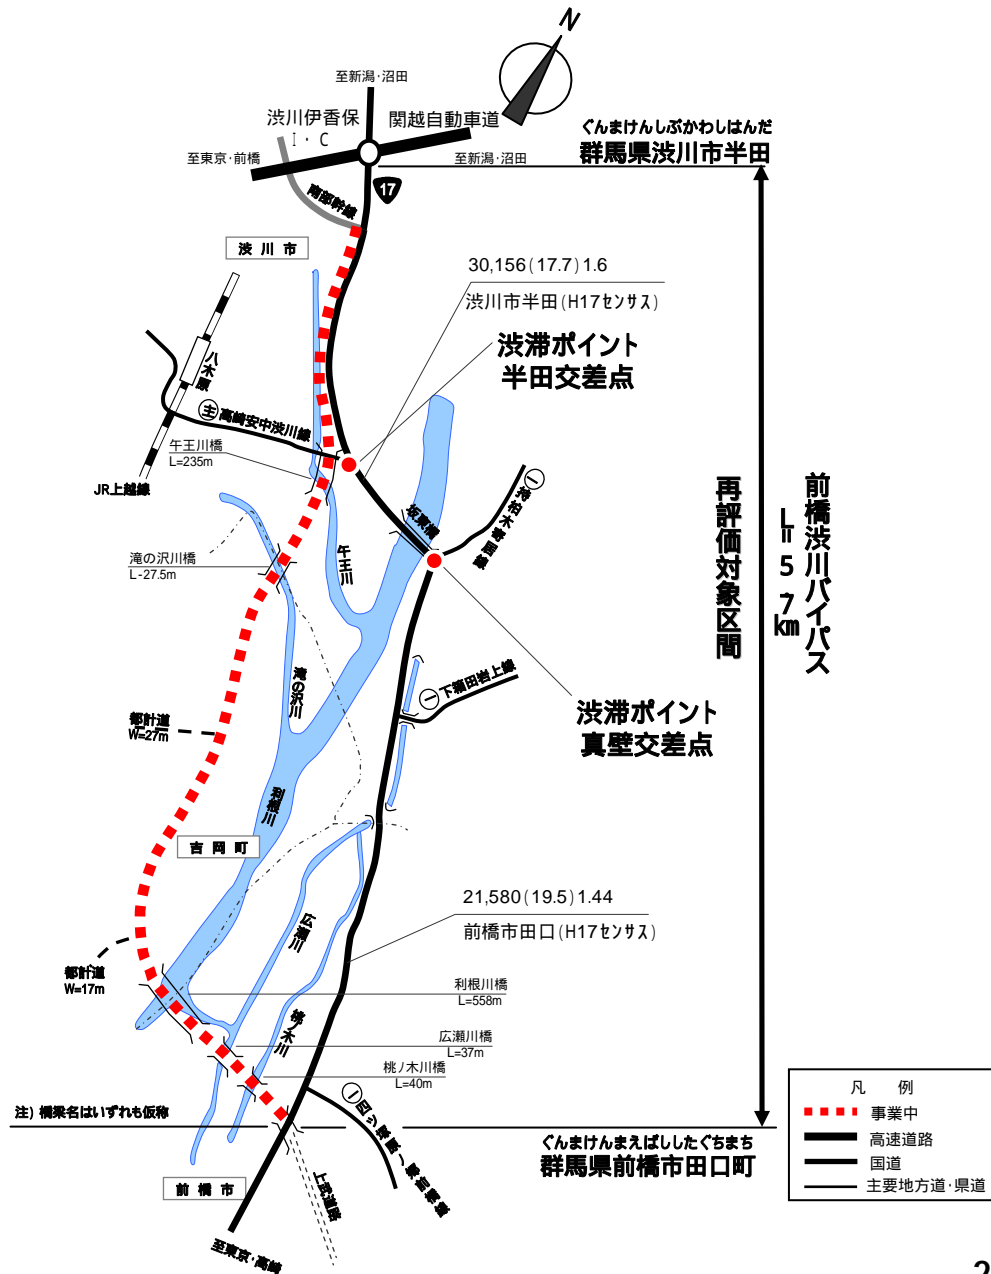 N
至新潟･沼田
渋川伊香保
I ･ C
関越自動車道
至東京･前橋
至新潟･沼田
ぐんまけんしぶかわしはんだ
群馬県渋川市半田
17
南部幹線
渋 川 市
30,156(17.7)1.6
渋川市半田(H17センサス)
渋滞ポイント
半田交差点
八木原
主 高崎安中渋川線
午王川橋
L=235m
JR上越線
坂東橋
一
午王川
滝の沢川橋
L-27.5m
再評価対象区間
前橋渋川バイパス
L=5.7km
滝の沢川
一 下箱田岩上線
渋滞ポイント
真壁交差点
都計道
W=27m
利根川
吉 岡 町
21,580(19.5)1.44
前橋市田口(H17センサス)
広瀬川
都計道
W=17m
利根川橋
L=558m
桃ノ木川
広瀬川橋
L=37m
桃ノ木川橋
L=40m
一
注) 橋梁名はいずれも仮称
ぐんまけんまえばししたぐちまち
群馬県前橋市田口町
前 橋 市
上武道路
至東京･高崎
凡 例
事業中
高速道路
国道
主要地方道･県道
2